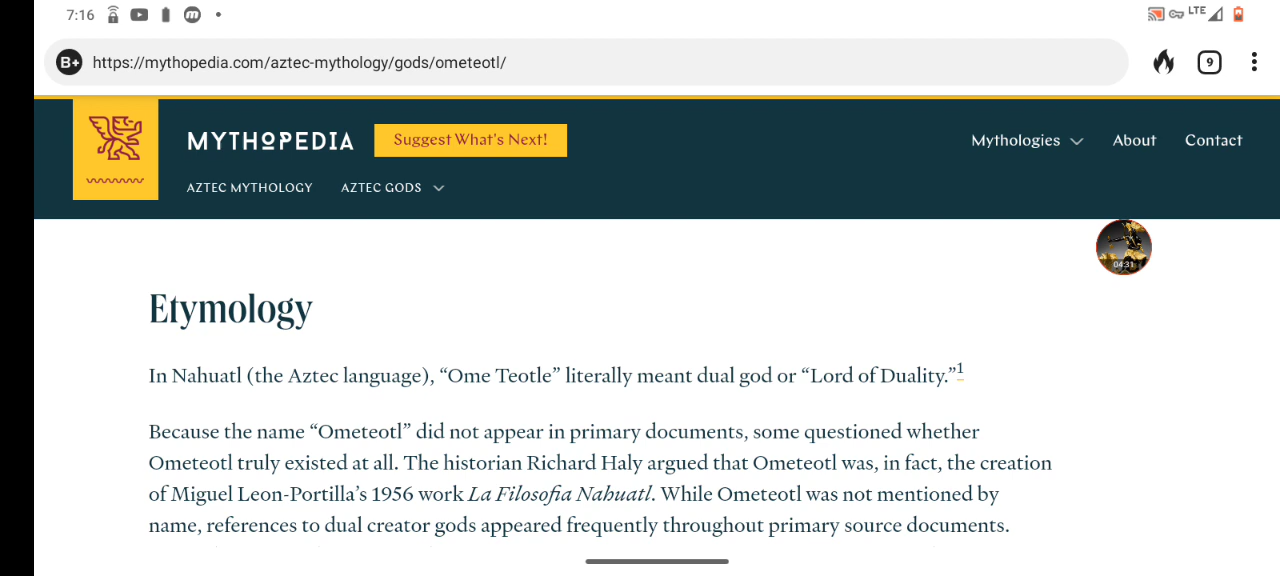 7:16
LTE
B+ https://mythopedia.com/aztec-mythology/gods/ometeotl/ 9
MYTHOPEDIA Suggest What's Next! Mythologies About Contact
AZTEC MYTHOLOGY AZTEC GODS
04:31
Etymology
In Nahuatl (the Aztec language), “Ome Teotle” literally meant dual god or “Lord of Duality.”1
Because the name “Ometeotl” did not appear in primary documents, some questioned whether
Ometeotl truly existed at all. The historian Richard Haly argued that Ometeotl was, in fact, the creation
of Miguel Leon-Portilla’s 1956 work La Filosofia Nahuatl. While Ometeotl was not mentioned by
name, references to dual creator gods appeared frequently throughout primary source documents.